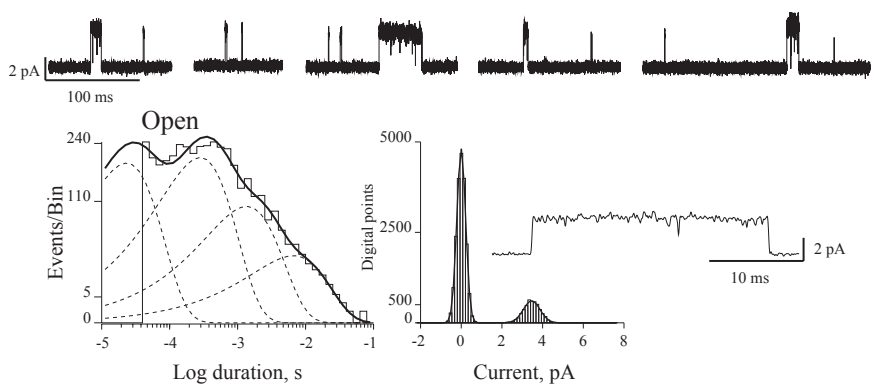 2 pA
100 ms
Open
240
110
5
0
Events/Bin
-5
-4
-3
-2
-1
Log duration, s
5000
2500
500
0
Digital points
-2
0
2
4
6
8
Current, pA
2 pA
10 ms